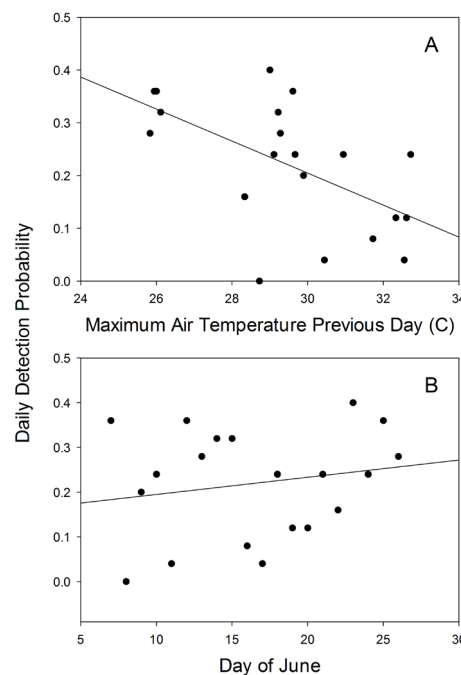 Daily Detection Probability
0.5
0.4
0.3
0.2
0.1
0.0
A
24 26 28 30 32 34
Maximum Air Temperature Previous Day (C)
0.5
0.4
0.3
0.2
0.1
0.0
B
5 10 15 20 25 30
Day of June